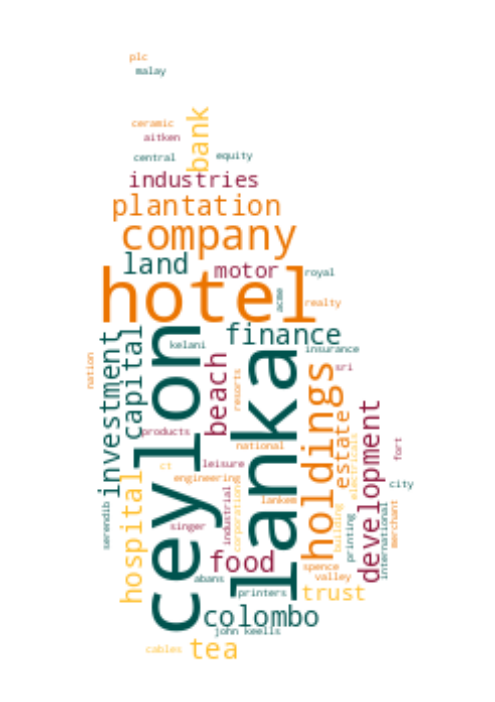 plc
malay
ceramic
bank
aitken
central
equity
industries
plantation
company
land
motor
royal
hotel
acme
realty
ceylon
lanka
finance
investment
capital
kelani
beach
insurance
nation
sri
holdings
resorts
development
estate
products
national
fort
electricals
ct
leisure
engineering
city
hospital
serendib
industrial
corporation
lankem
building
printing
international
merchant
singer
food
spence
valley
abans
printers
trust
colombo
john keells
cables
tea